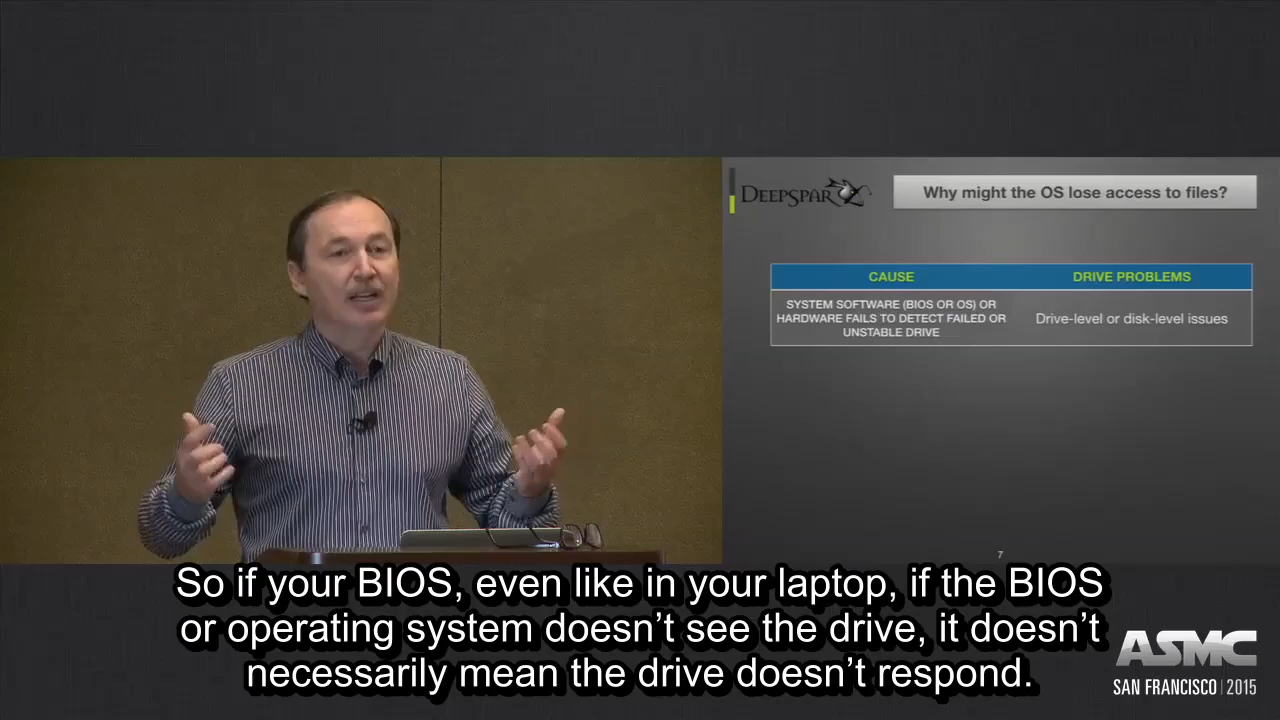 DEEPSPAR
Why might the OS lose access to files?
CAUSE
DRIVE PROBLEMS
SYSTEM SOFTWARE (BIOS OR OS) OR
HARDWARE FAILS TO DETECT FAILED OR
UNSTABLE DRIVE
Drive-level or disk-level issues
7
So if your BIOS, even like in your laptop, if the BIOS
or operating system doesn’t see the drive, it doesn’t
necessarily mean the drive doesn’t respond.
ASMC
SAN FRANCISCO | 2015